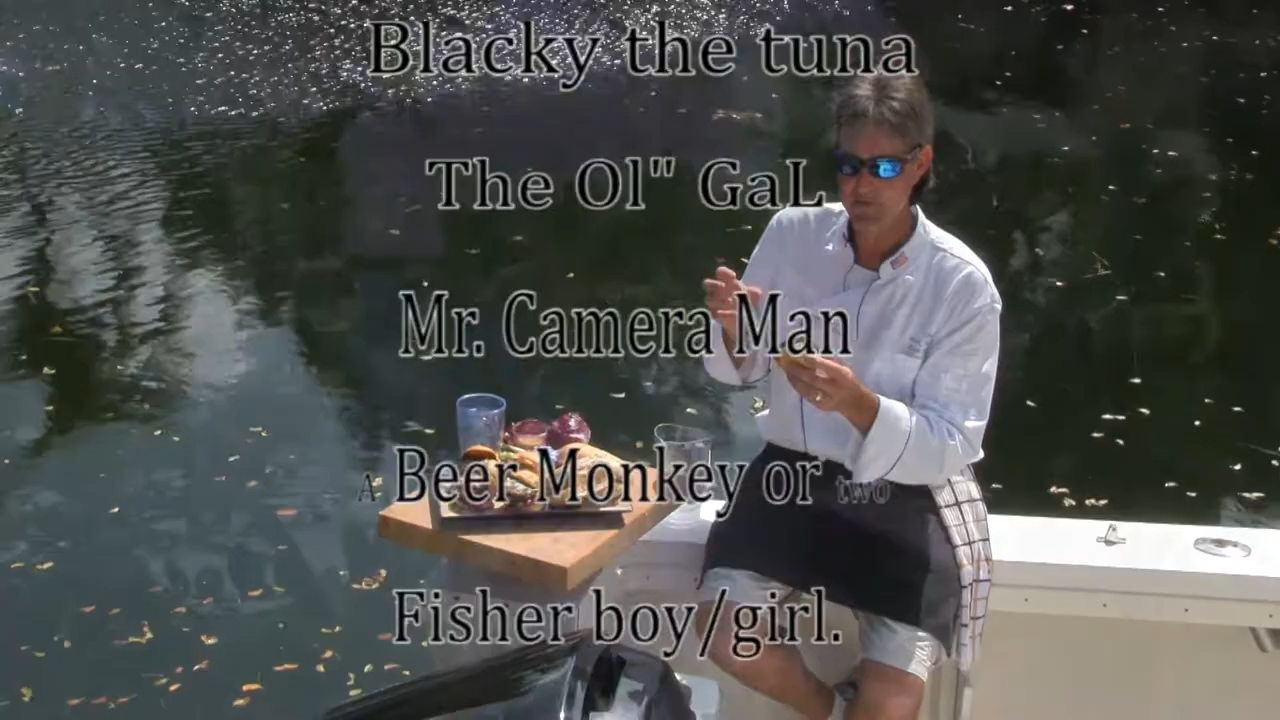 Blacky the tuna
The Ol" GaL
Mr. Camera Man
A Beer Monkey or two
Fisher boy/girl.